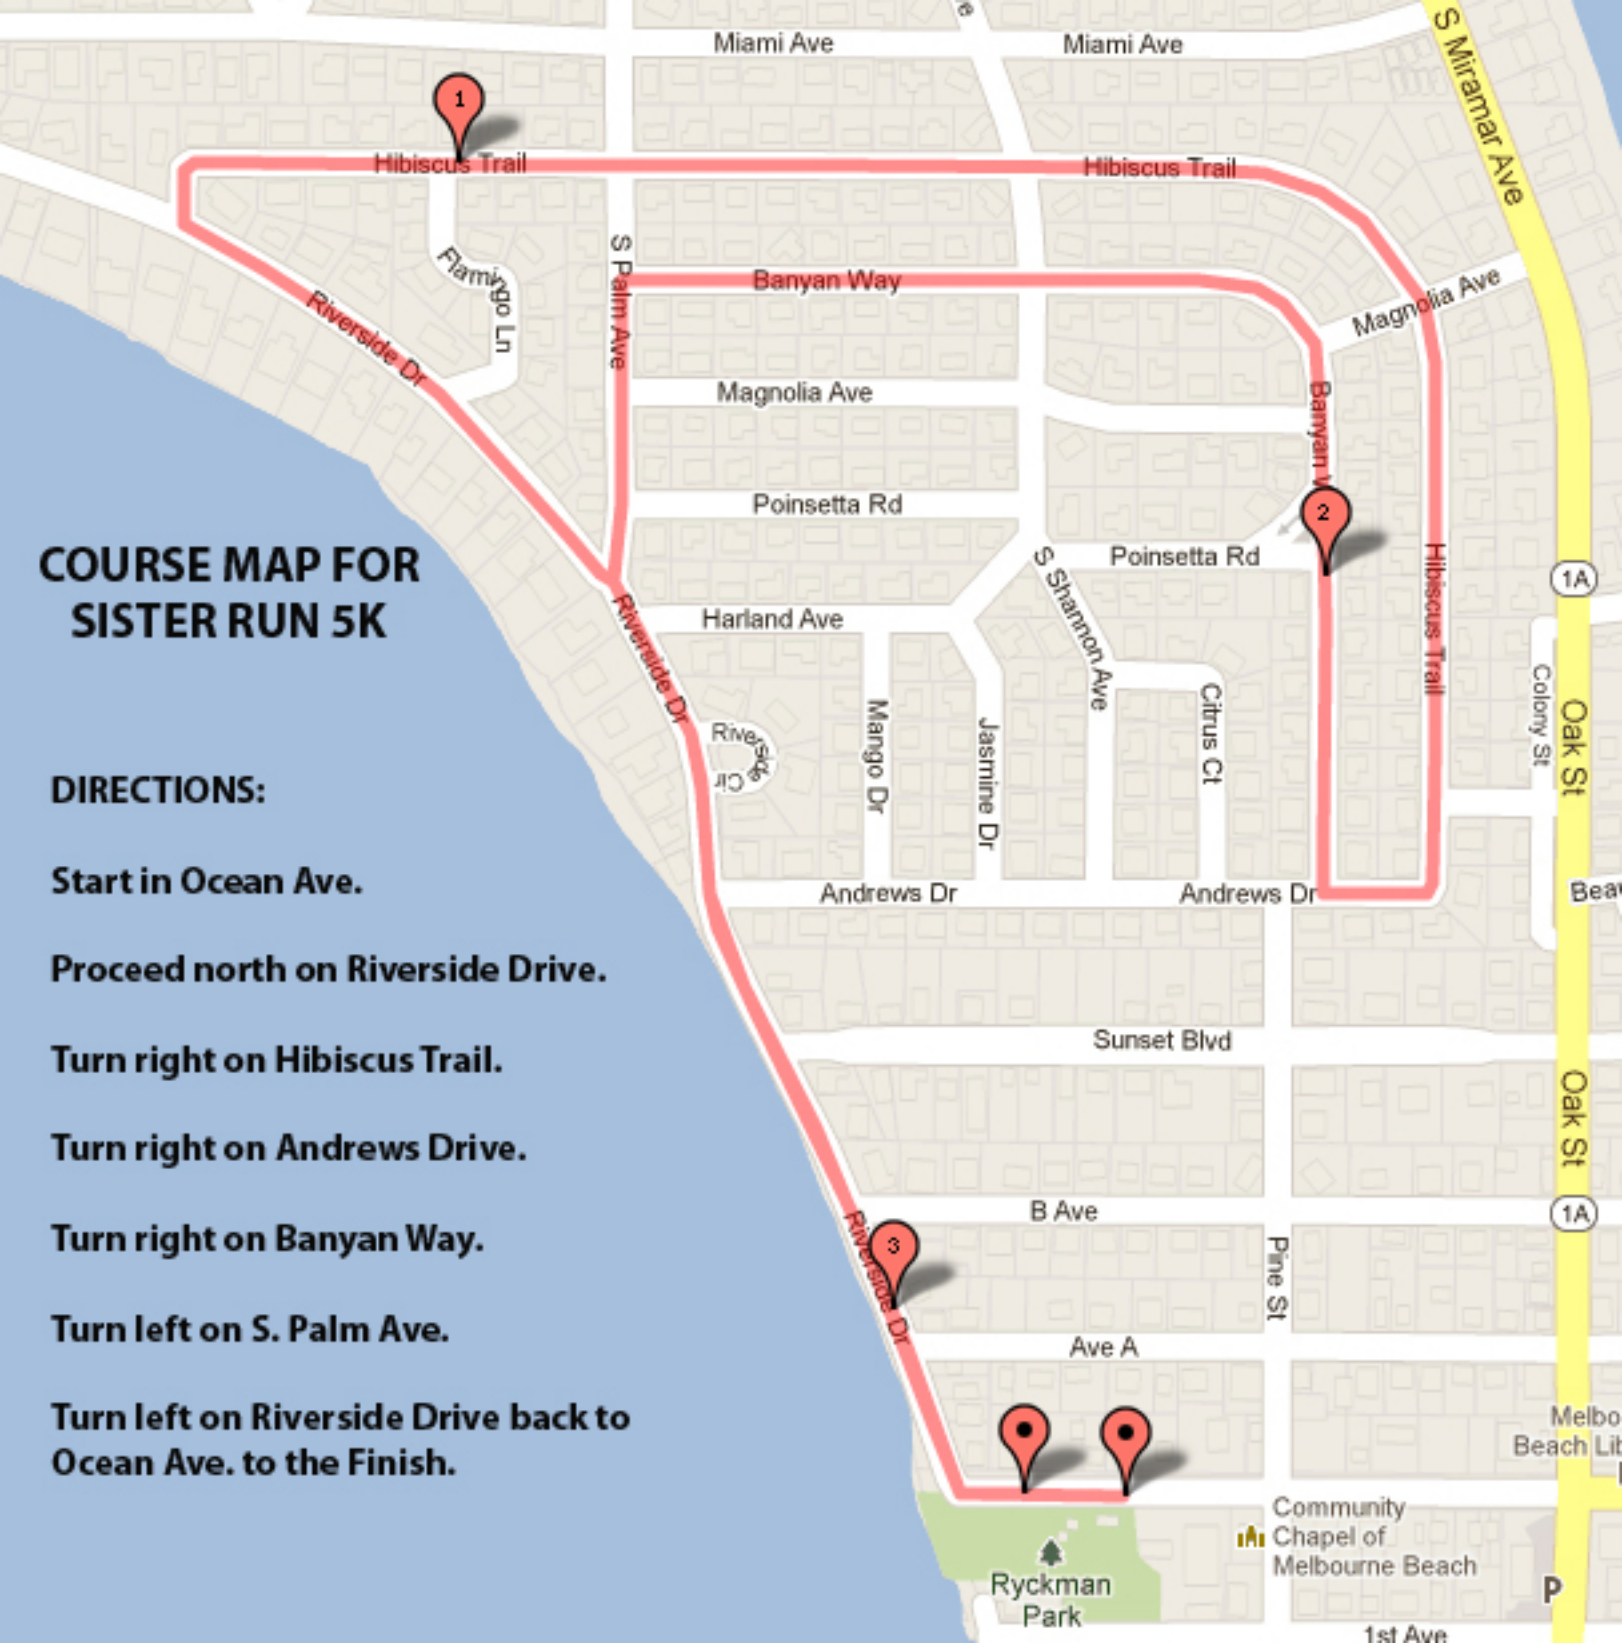 Miami Ave
Miami Ave
S Miramar Ave
1
Hibiscus Trail
Hibiscus Trail
Flamingo Ln
S Palm Ave
Banyan Way
Magnolia Ave
Riverside Dr
Magnolia Ave
Banyan
Poinsetta Rd
2
COURSE MAP FOR
SISTER RUN 5K
S Shannon Ave
Poinsetta Rd
Hibiscus Trail
1A
Riverside Dr
Harland Ave
Mango Dr
Jasmine Dr
Citrus Ct
Colony St
Oak St
Riverside
Cir
DIRECTIONS:
Start in Ocean Ave.
Andrews Dr
Andrews Dr
Proceed north on Riverside Drive.
Sunset Blvd
Turn right on Hibiscus Trail.
Oak St
Turn right on Andrews Drive.
B Ave
1A
Turn right on Banyan Way.
Riverside Dr
3
Pine St
Turn left on S. Palm Ave.
Ave A
Turn left on Riverside Drive back to
Ocean Ave. to the Finish.
Melbo
Beach Lib
Community
Chapel of
Melbourne Beach
Ryckman
Park
P
1st Ave